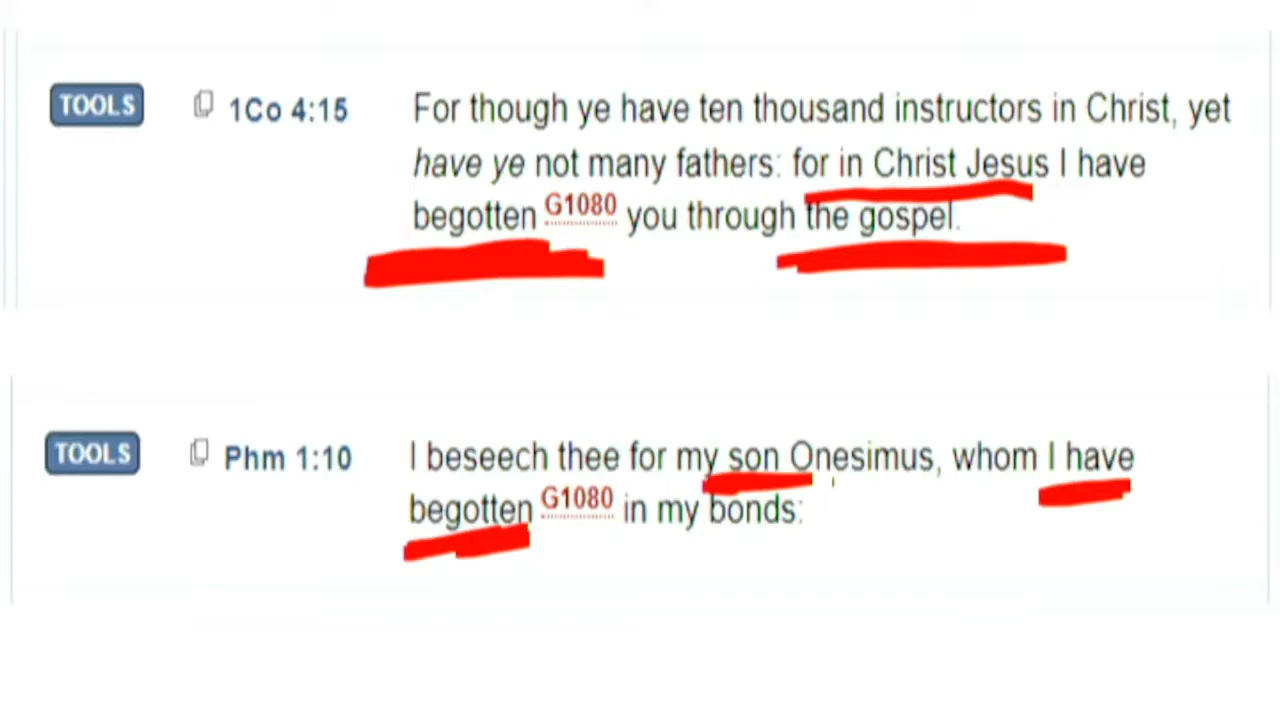 TOOLS 1Co 4:15 For though ye have ten thousand instructors in Christ, yet
have ye not many fathers: for in Christ Jesus I have
begotten G1080 you through the gospel.
TOOLS Phm 1:10 I beseech thee for my son Onesimus, whom I have
begotten G1080 in my bonds: